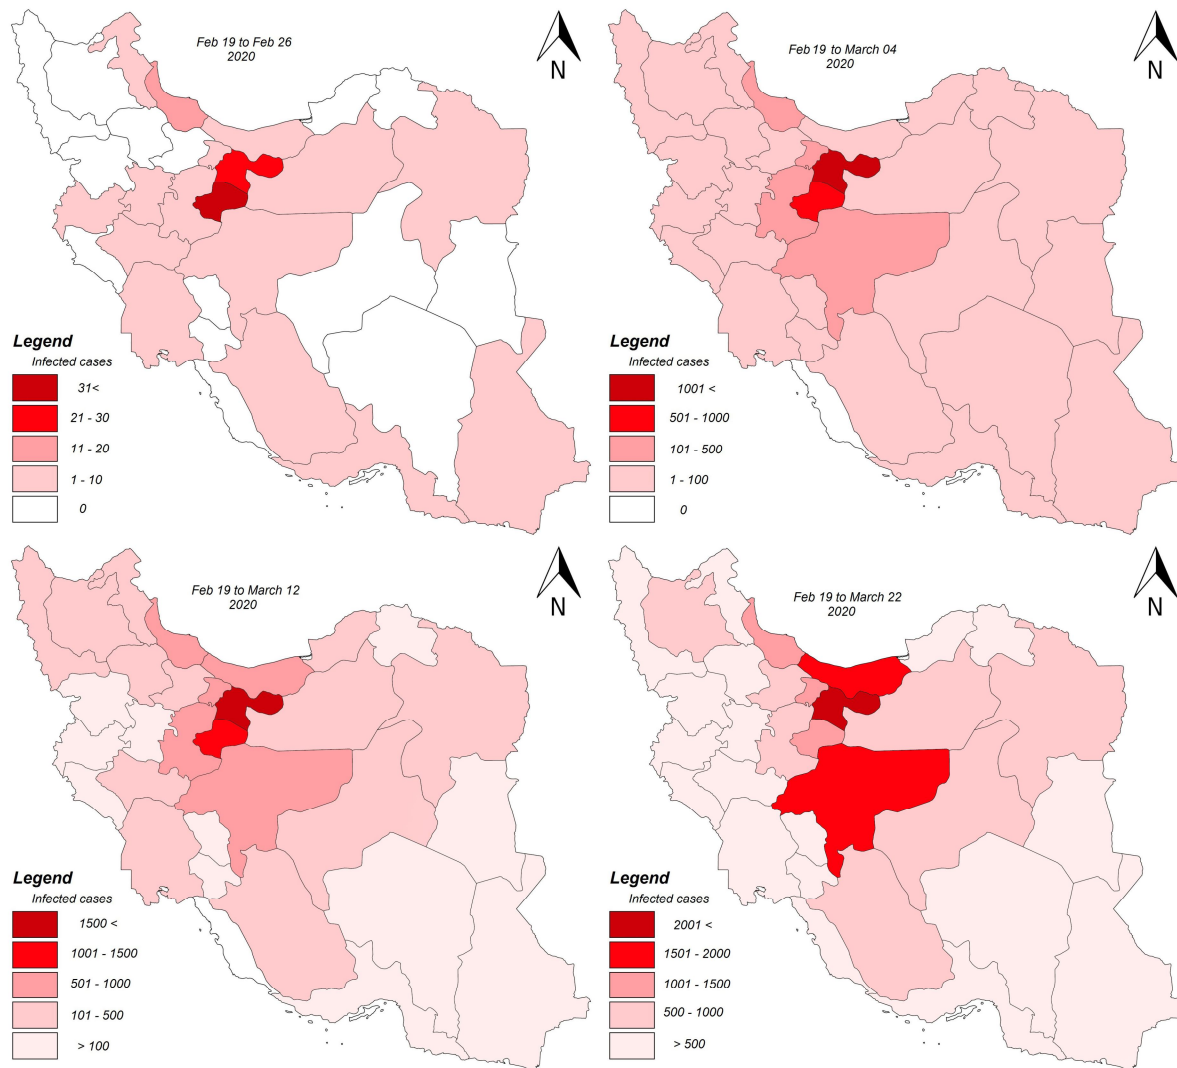 Feb 19 to Feb 26
2020
N
Legend
Infected cases
31<
21 - 30
11 - 20
1 - 10
0
Feb 19 to March 04
2020
N
Legend
Infected cases
1001 <
501 - 1000
101 - 500
1 - 100
0
Feb 19 to March 12
2020
N
Legend
Infected cases
1500 <
1001 - 1500
501 - 1000
101 - 500
> 100
Feb 19 to March 22
2020
N
Legend
Infected cases
2001 <
1501 - 2000
1001 - 1500
500 - 1000
> 500